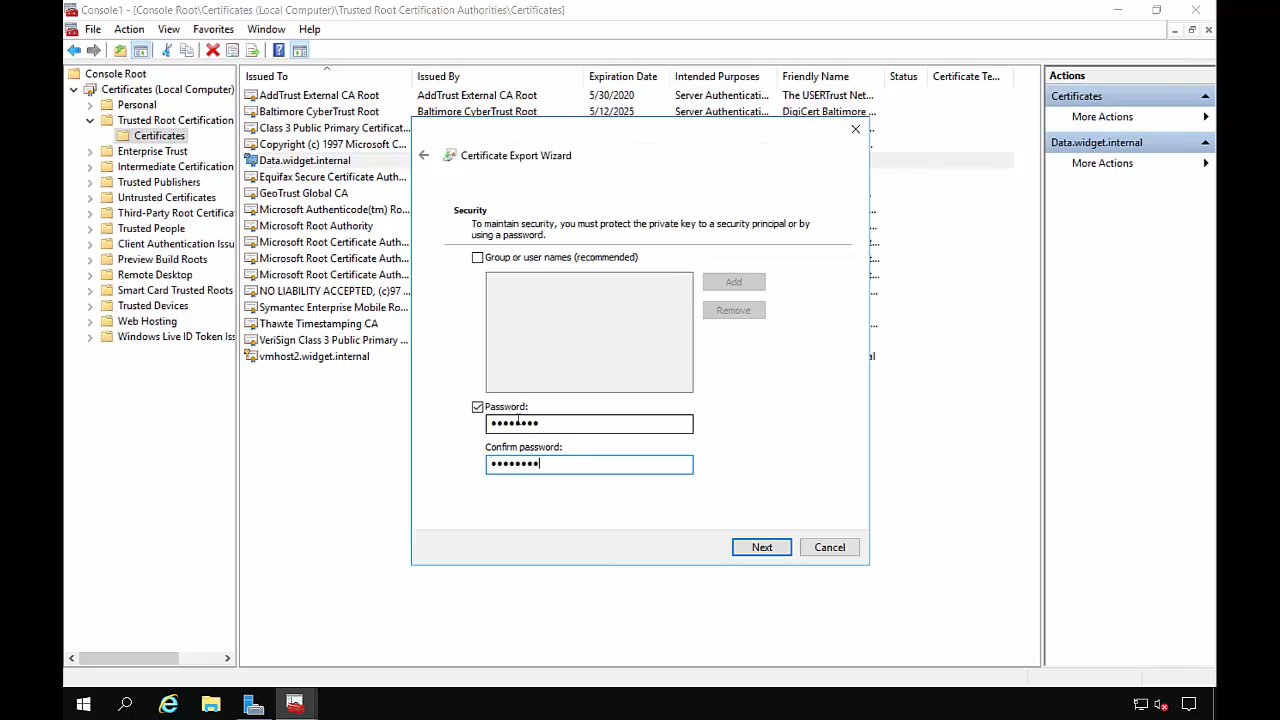 Console1 - [Console Root\Certificates (Local Computer)\Trusted Root Certification Authorities\Certificates]
File Action View Favorites Window Help
Console Root
Certificates (Local Computer)
Personal
Trusted Root Certification
Certificates
Enterprise Trust
Intermediate Certification
Trusted Publishers
Untrusted Certificates
Third-Party Root Certifica
Trusted People
Client Authentication Issu
Preview Build Roots
Remote Desktop
Smart Card Trusted Roots
Trusted Devices
Web Hosting
Windows Live ID Token Iss
Issued To Issued By Expiration Date Intended Purposes Friendly Name Status Certificate Te...
AddTrust External CA Root AddTrust External CA Root 5/30/2020 Server Authenticati... The USERTrust Net...
Baltimore CyberTrust Root Baltimore CyberTrust Root 5/12/2025 Server Authenticati... DigiCert Baltimore
Class 3 Public Primary Certificat...
Copyright (c) 1997 Microsoft C...
Data.widget.internal
Equifax Secure Certificate Auth...
GeoTrust Global CA
Microsoft Authenticode(tm) Ro...
Microsoft Root Authority
Microsoft Root Certificate Auth...
Microsoft Root Certificate Auth...
Microsoft Root Certificate Auth...
NO LIABILITY ACCEPTED, (c)97 ...
Symantec Enterprise Mobile Ro...
Thawte Timestamping CA
VeriSign Class 3 Public Primary ...
vmhost2.widget.internal
Certificate Export Wizard
Security
To maintain security, you must protect the private key to a security principal or by
using a password.
Group or user names (recommended)
Add
Remove
Password:
••••••••
Confirm password:
••••••••
Next Cancel
Actions
Certificates
More Actions
Data.widget.internal
More Actions